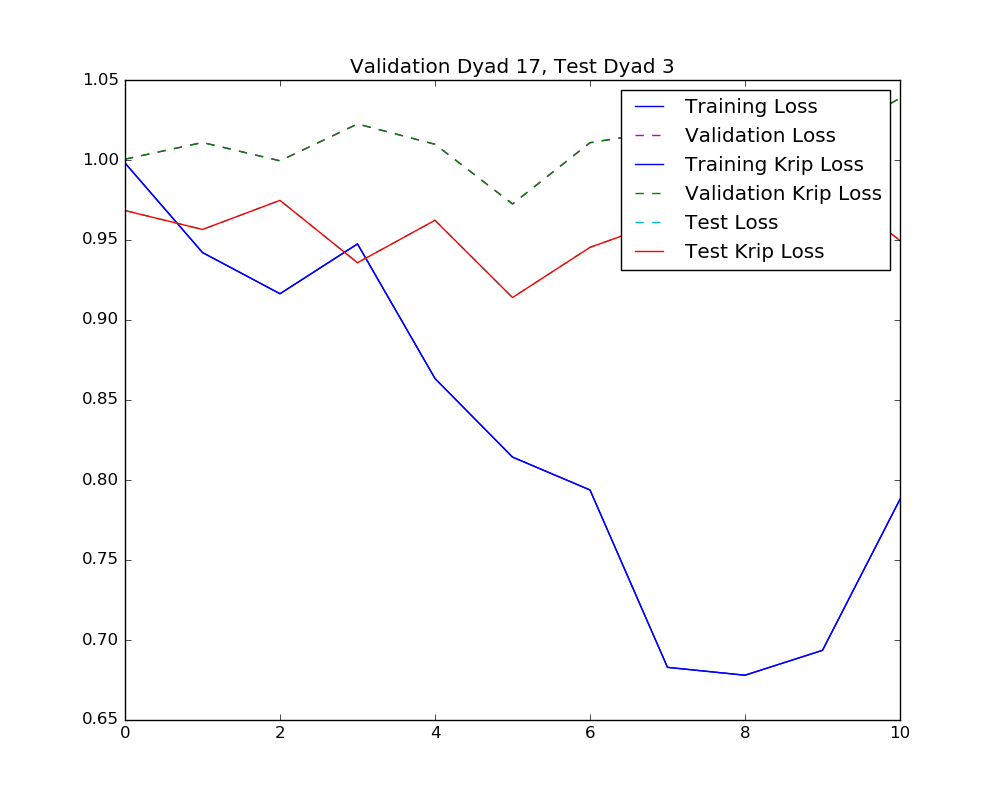 Validation Dyad 17, Test Dyad 3
1.05
1.00
0.95
0.90
0.85
0.80
0.75
0.70
0.65
Training Loss
Validation Loss
Training Krip Loss
Validation Krip Loss
Test Loss
Test Krip Loss
0 2 4 6 8 10